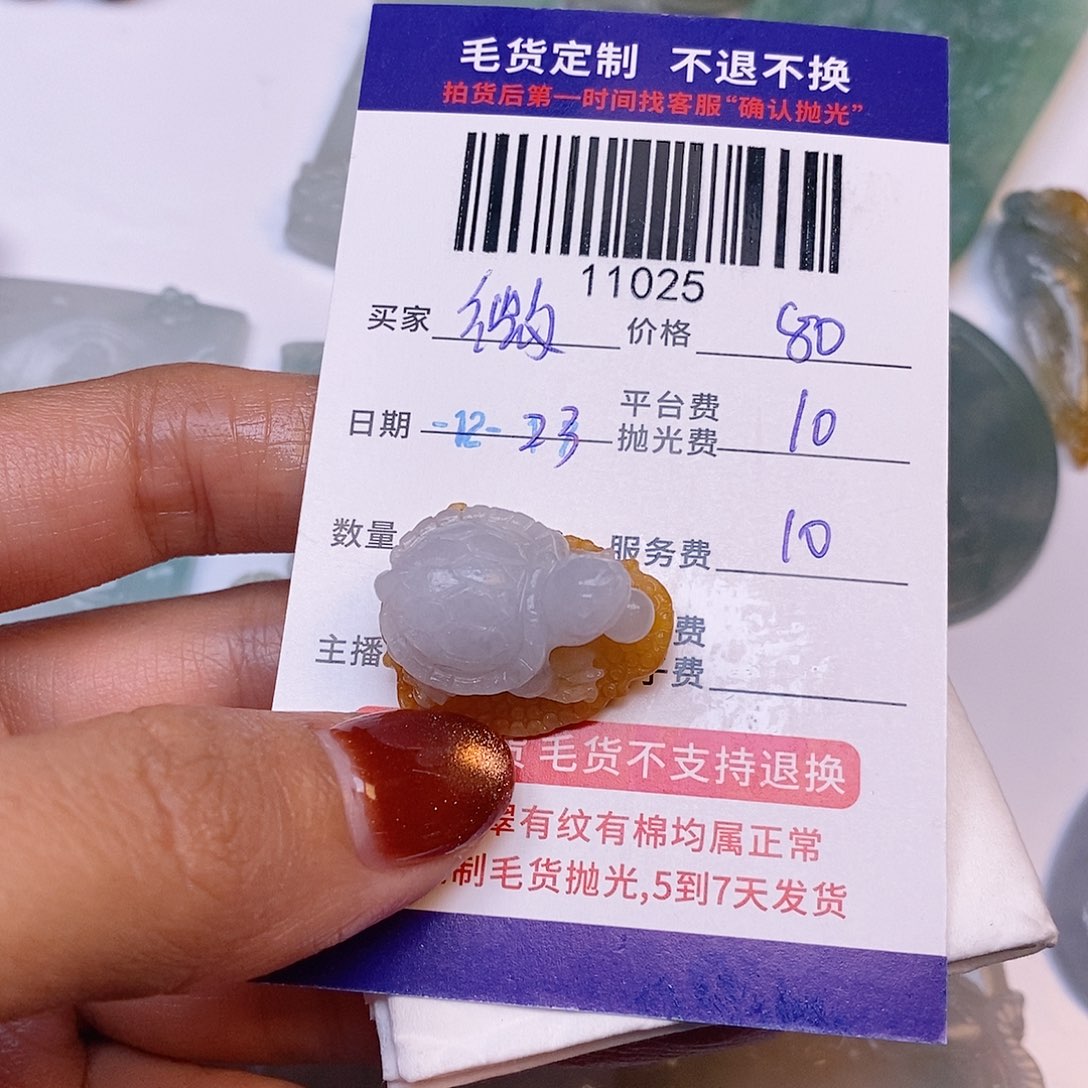 毛货定制 不退不换
拍货后第一时间找客服“确认抛光”
11025
买家 微 价格 80
日期 -12- 23
平台费
抛光费 10
数量 服务费 10
主播 费
子费
毛货不支持退换
翠有纹有棉均属正常
制毛货抛光,5到7天发货